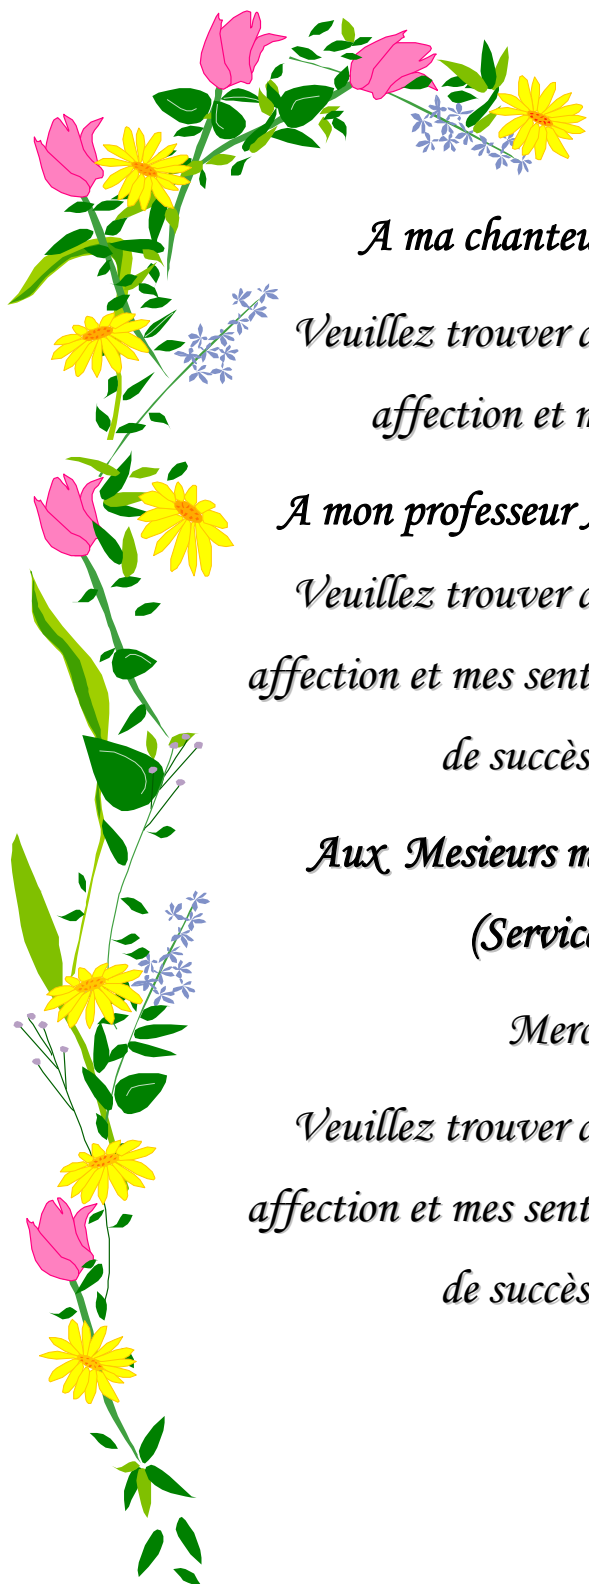 A ma chanteu
Veuillez trouver
affection et
A mon professeur
Veuillez trouver
affection et mes sent
de succès
Aux Mesieurs m
(Servic
Merc
Veuillez trouver
affection et mes sent
de succès